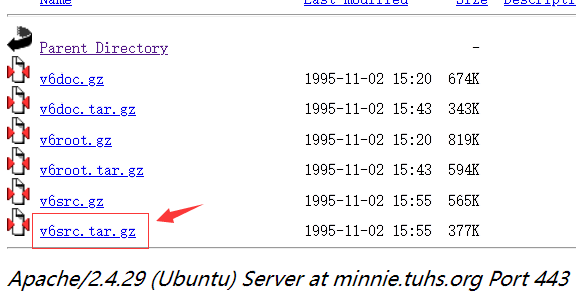 Name Last modified Size Descripti
Parent Directory -
v6doc.gz 1995-11-02 15:20 674K
v6doc.tar.gz 1995-11-02 15:43 343K
v6root.gz 1995-11-02 15:20 819K
v6root.tar.gz 1995-11-02 15:43 594K
v6src.gz 1995-11-02 15:55 565K
v6src.tar.gz 1995-11-02 15:55 377K
Apache/2.4.29 (Ubuntu) Server at minnie.tuhs.org Port 443